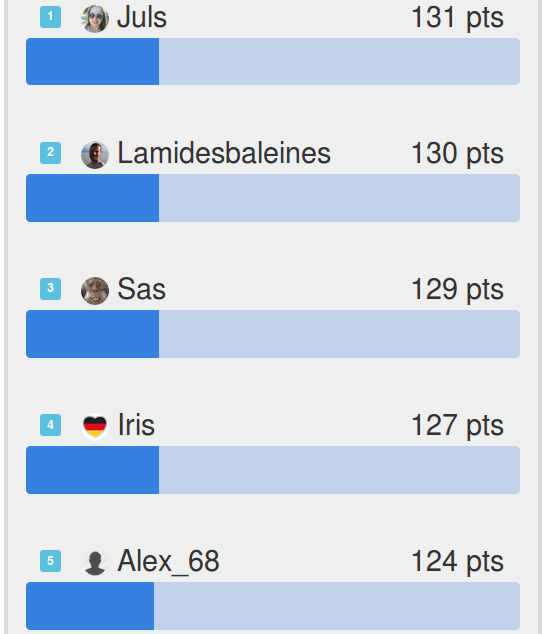 1 Juls 131 pts
2 Lamidesbaleines 130 pts
3 Sas 129 pts
4 Iris 127 pts
5 Alex_68 124 pts